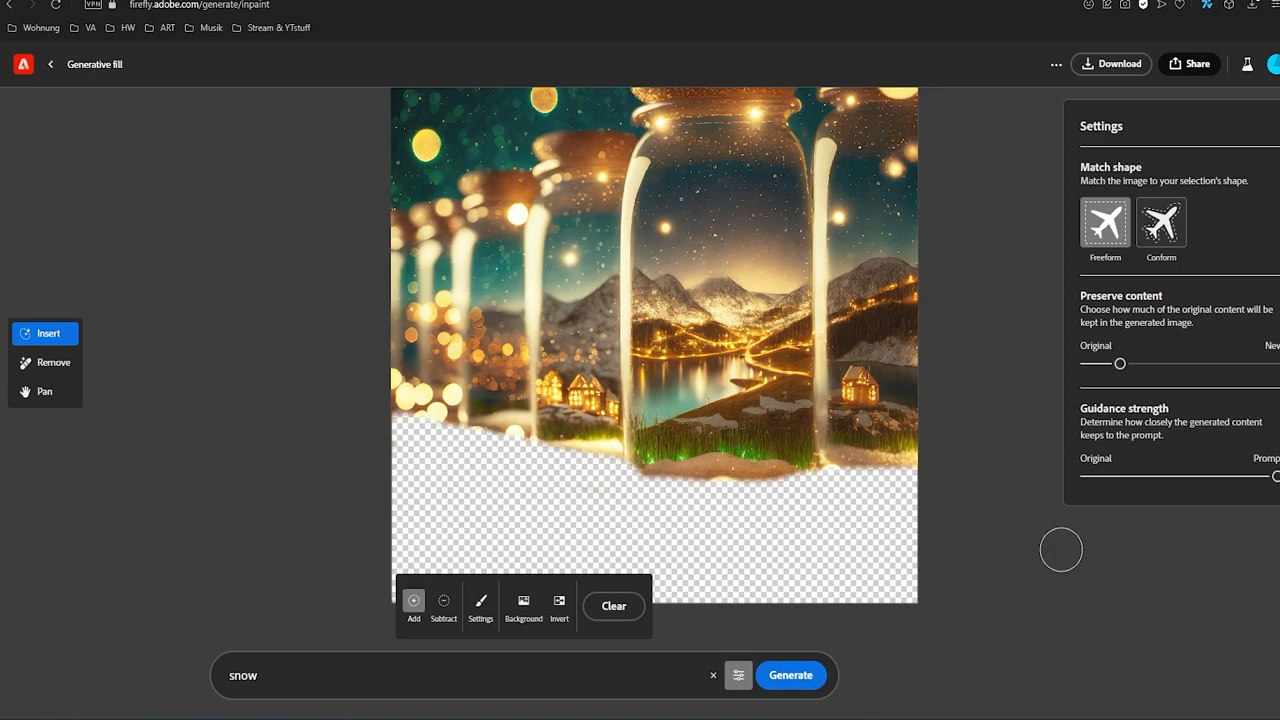 VPN
firefly.adobe.com/generate/inpaint
Wohnung
VA
HW
ART
Musik
Stream & YTstuff
Generative fill
Download
Share
Settings
Match shape
Match the image to your selection's shape.
Freeform
Conform
Preserve content
Choose how much of the original content will be
kept in the generated image.
Original
New
Guidance strength
Determine how closely the generated content
keeps to the prompt.
Original
Promp
Insert
Remove
Pan
Add
Subtract
Settings
Background
Invert
Clear
snow
Generate